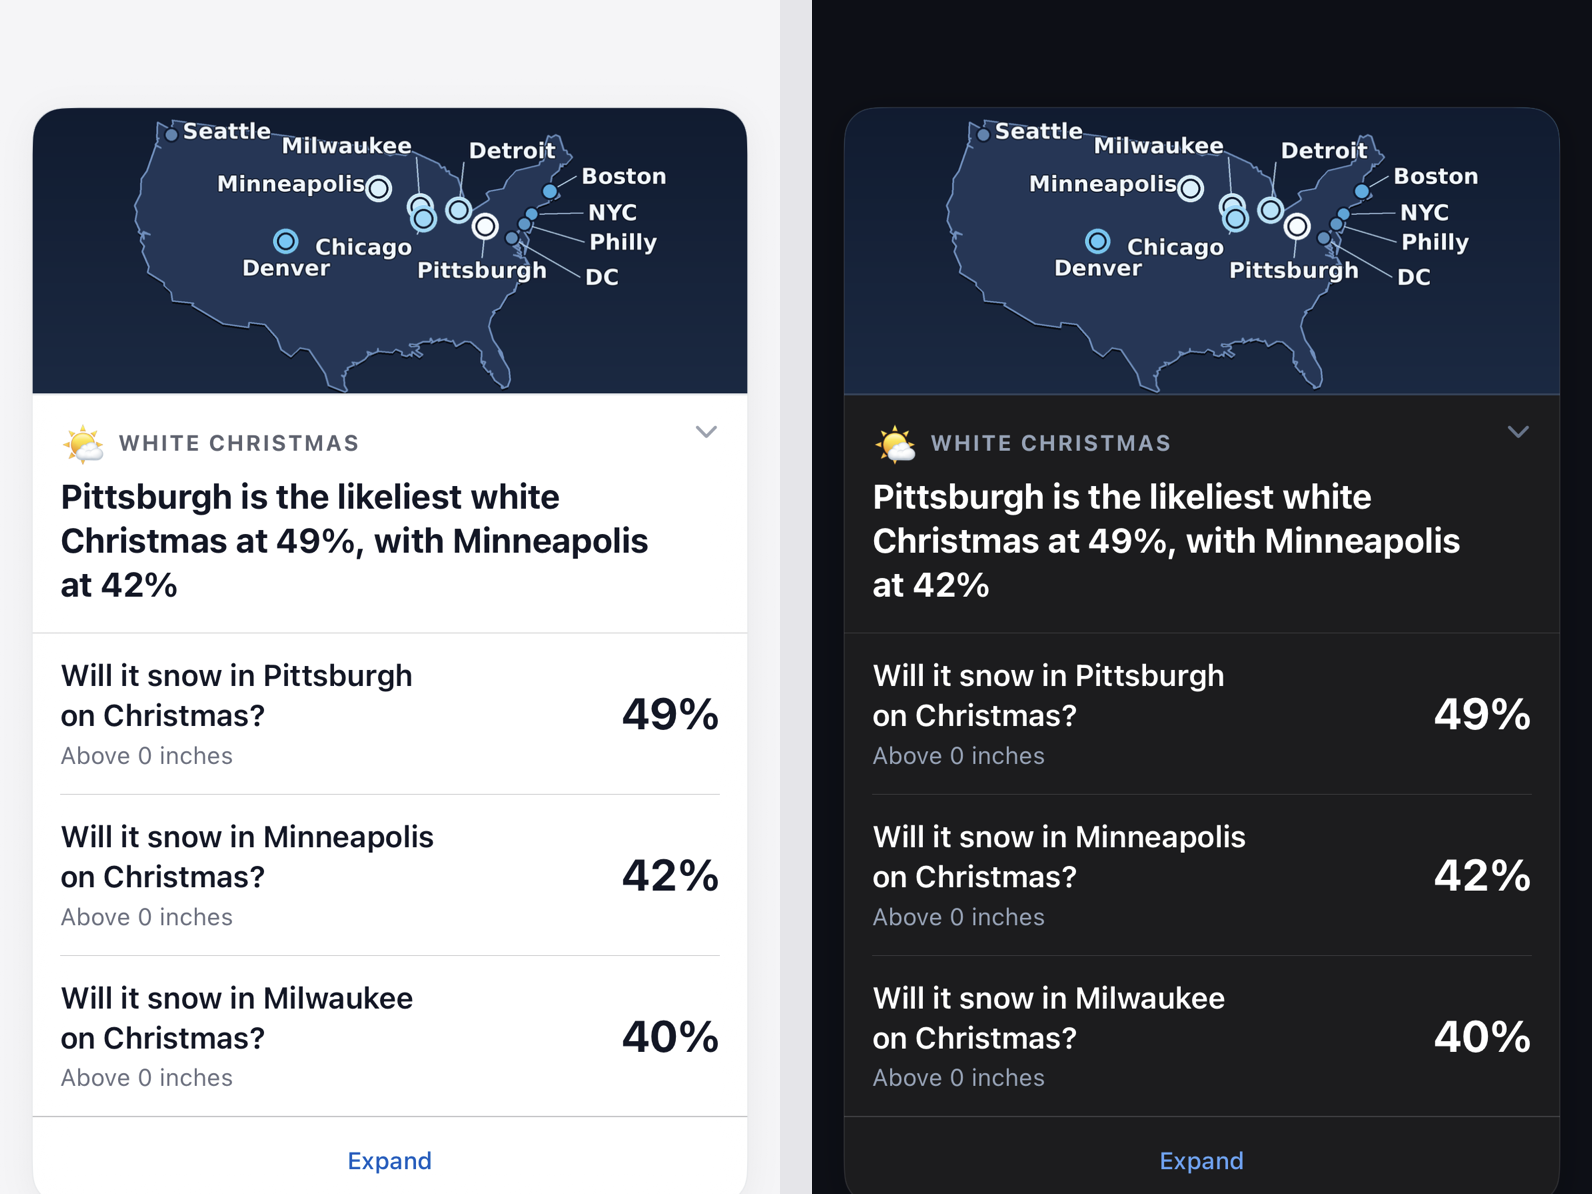 Seattle
Milwaukee
Detroit
Minneapolis
Boston
NYC
Chicago
Philly
Denver
Pittsburgh
DC
WHITE CHRISTMAS
Pittsburgh is the likeliest white
Christmas at 49%, with Minneapolis
at 42%
Will it snow in Pittsburgh
on Christmas?
49%
Above 0 inches
Will it snow in Minneapolis
on Christmas?
42%
Above 0 inches
Will it snow in Milwaukee
on Christmas?
40%
Above 0 inches
Expand
Seattle
Milwaukee
Detroit
Minneapolis
Boston
NYC
Chicago
Philly
Denver
Pittsburgh
DC
WHITE CHRISTMAS
Pittsburgh is the likeliest white
Christmas at 49%, with Minneapolis
at 42%
Will it snow in Pittsburgh
on Christmas?
49%
Above 0 inches
Will it snow in Minneapolis
on Christmas?
42%
Above 0 inches
Will it snow in Milwaukee
on Christmas?
40%
Above 0 inches
Expand